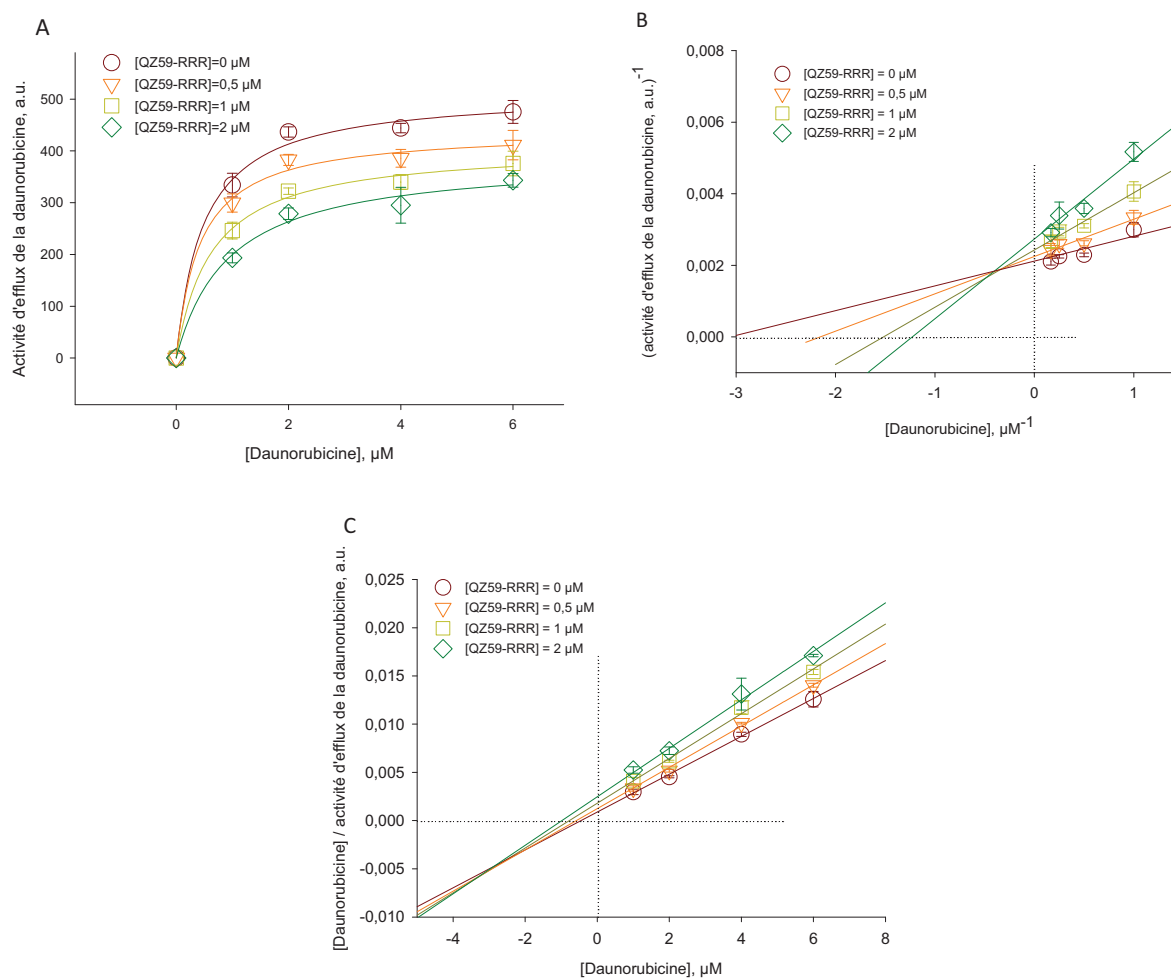 A
[QZ59-RRR]=0 µM
[QZ59-RRR]=0,5 µM
[QZ59-RRR]=1 µM
[QZ59-RRR]=2 µM
Activité d'efflux de la daunorubicine, a.u.
500
400
300
200
100
0
0 2 4 6
[Daunorubicine], µM
B
[QZ59-RRR] = 0 µM
[QZ59-RRR] = 0,5 µM
[QZ59-RRR] = 1 µM
[QZ59-RRR] = 2 µM
(activité d'efflux de la daunorubicine, a.u.)-1
0,008
0,006
0,004
0,002
0,000
-3 -2 -1 0 1
[Daunorubicine], µM-1
C
[QZ59-RRR] = 0 µM
[QZ59-RRR] = 0,5 µM
[QZ59-RRR] = 1 µM
[QZ59-RRR] = 2 µM
[Daunorubicine] / activité d'efflux de la daunorubicine, a.u.
0,025
0,020
0,015
0,010
0,005
0,000
-0,005
-0,010
-4 -2 0 2 4 6 8
[Daunorubicine], µM